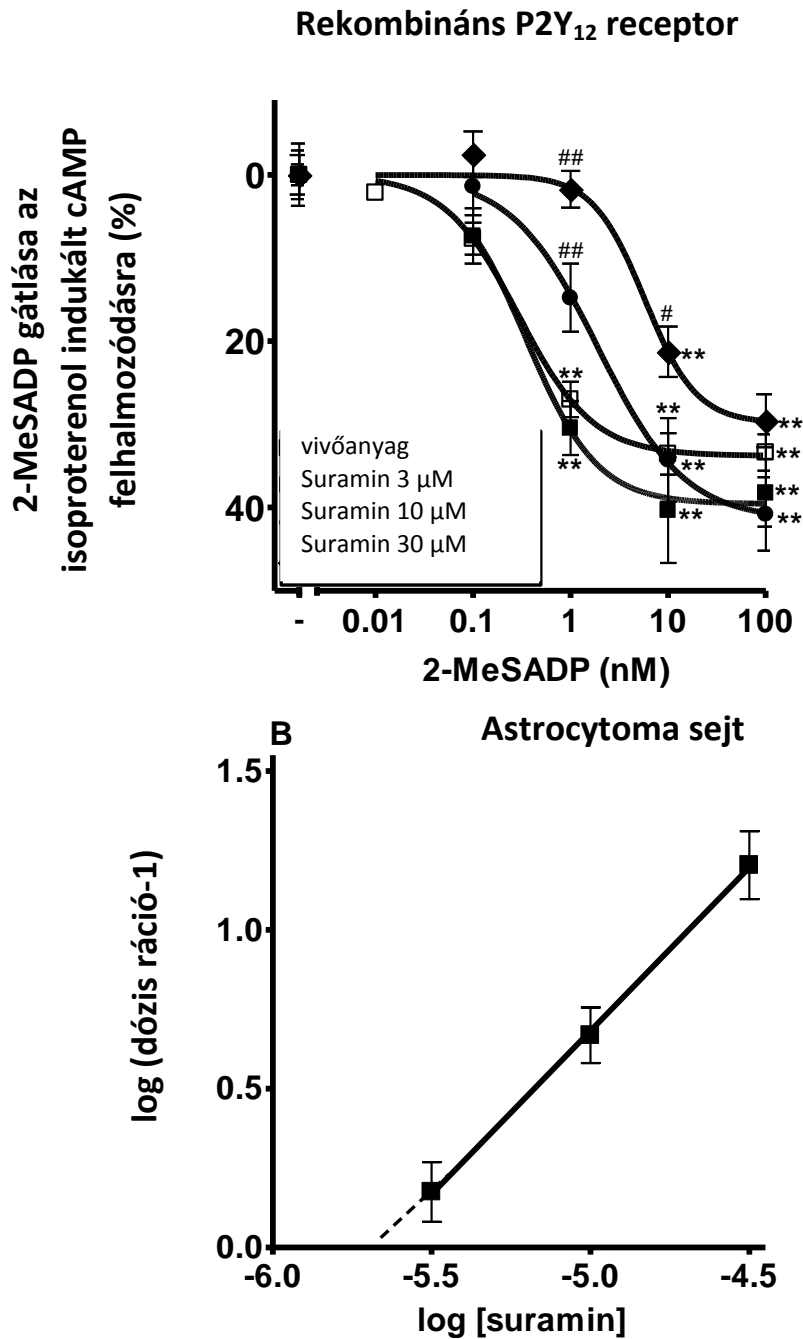 Rekombináns P2Y₁₂ receptor
2-MeSADP gátlása az
isoproterenol indukált cAMP
felhalmozódásra (%)
0
20
40
##
##
#
**
**
**
**
**
**
**
**
**
**
vivőanyag
Suramin 3 µM
Suramin 10 µM
Suramin 30 µM
- 0.01 0.1 1 10 100
2-MeSADP (nM)
B Astrocytoma sejt
log (dózis ráció-1)
1.5
1.0
0.5
0.0
-6.0 -5.5 -5.0 -4.5
log [suramin]